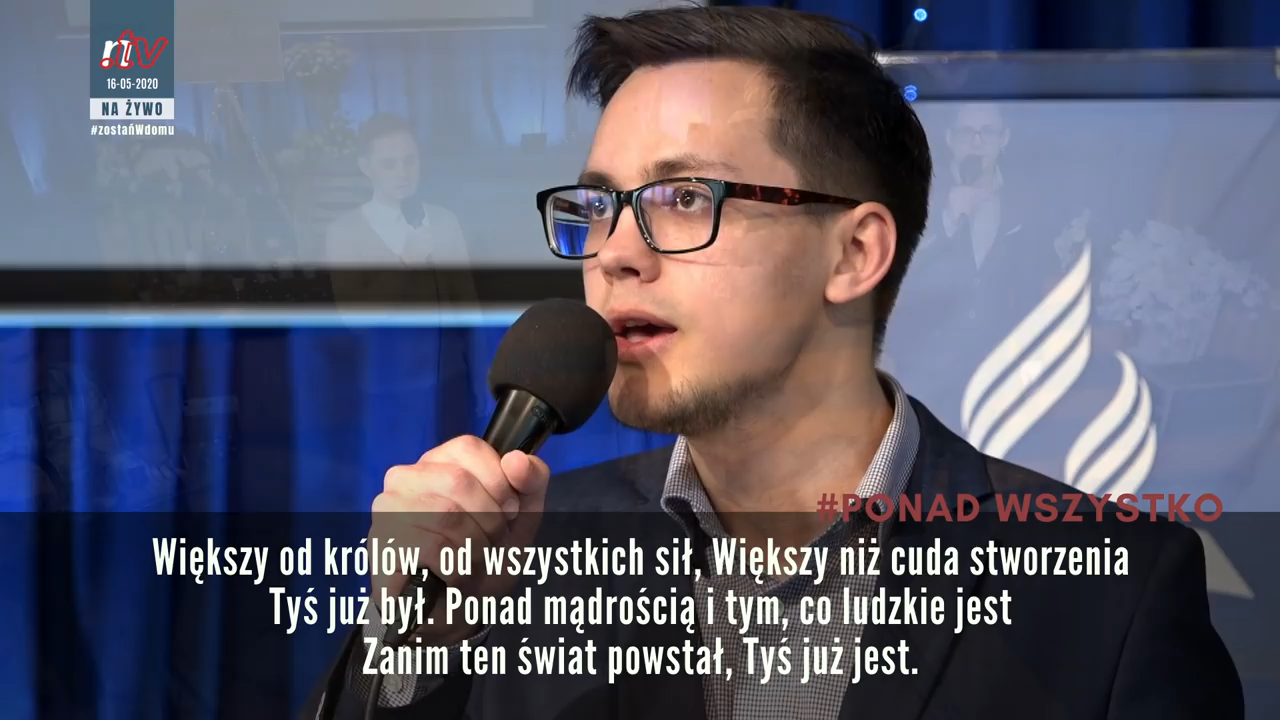 ntv
16-05-2020
NA ŻYWO
#zostańWdomu
#PONAD WSZYSTKO
Większy od królów, od wszystkich sił, Większy niż cuda stworzenia
Tyś już był. Ponad mądrością i tym, co ludzkie jest
Zanim ten świat powstał, Tyś już jest.